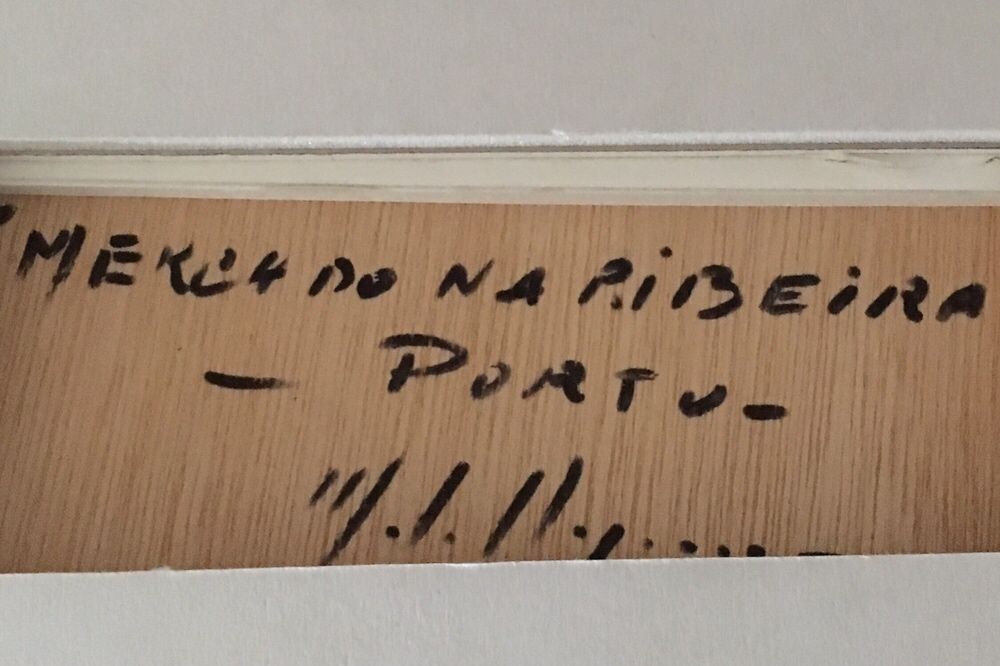 "MERCADO NA RIBEIRA
- PORTO -